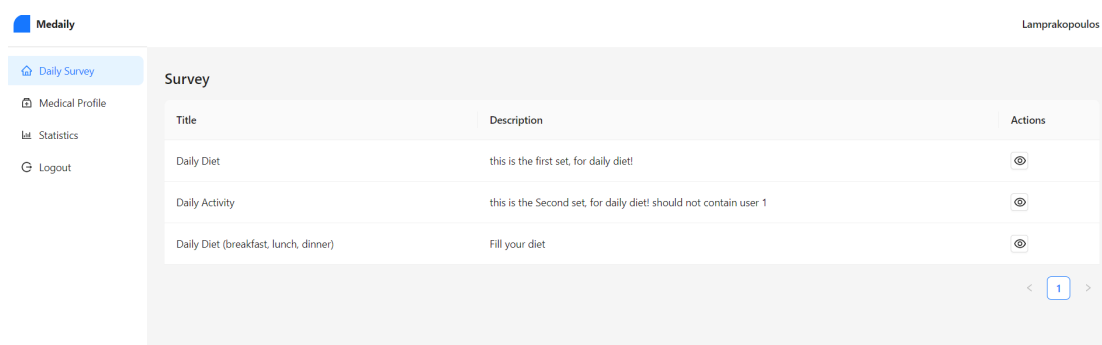 Medaily
Lamprakopoulos
Daily Survey
Medical Profile
Statistics
Logout
Survey
Title Description Actions
Daily Diet this is the first set, for daily diet!
Daily Activity this is the Second set, for daily diet! should not contain user 1
Daily Diet (breakfast, lunch, dinner) Fill your diet
< 1 >